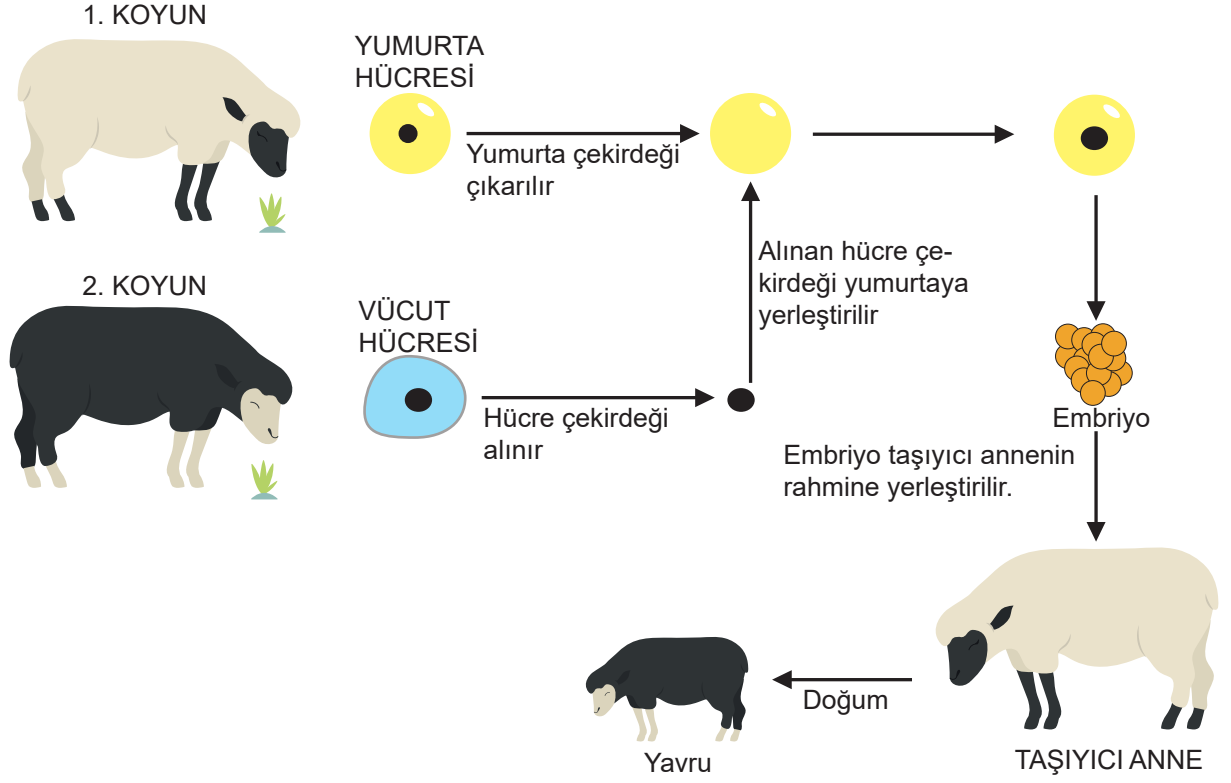 1. KOYUN
YUMURTA
HÜCRESİ
Yumurta çekirdeği
çıkarılır
2. KOYUN
VÜCUT
HÜCRESİ
Hücre çekirdeği
alınır
Alınan hücre çe-
kirdeği yumurtaya
yerleştirilir
Embriyo
Embriyo taşıyıcı annenin
rahmine yerleştirilir.
TAŞIYICI ANNE
Doğum
Yavru